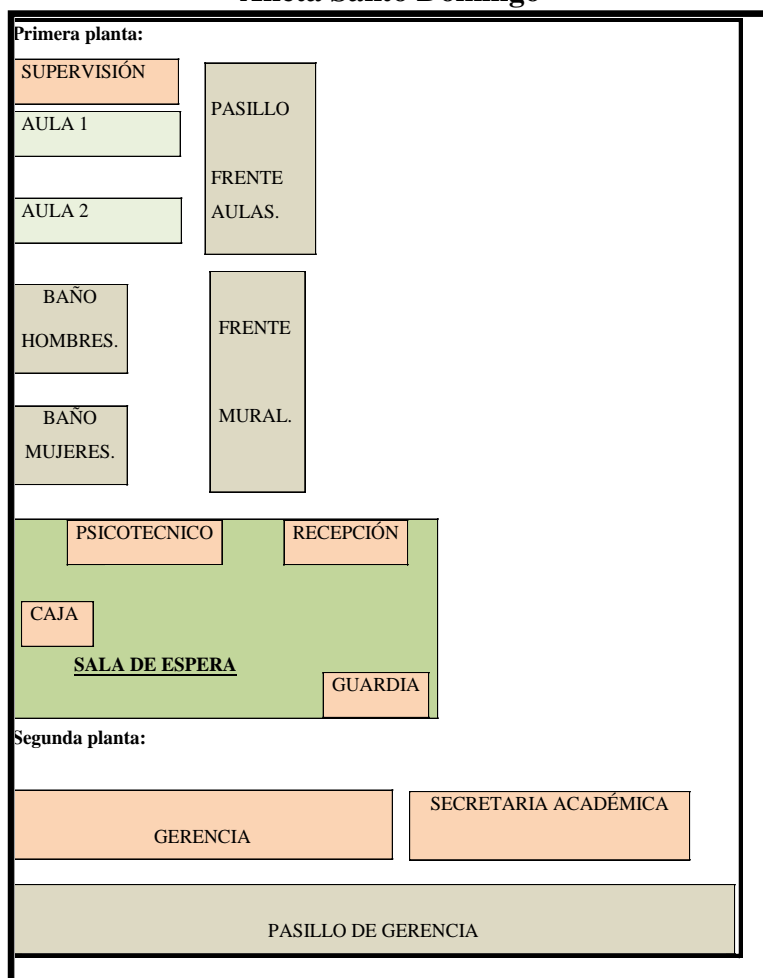 Primera planta:
SUPERVISIÓN
AULA 1
AULA 2
PASILLO
FRENTE
AULAS.
BAÑO
HOMBRES.
FRENTE
MURAL.
BAÑO
MUJERES.
PSICOTECNICO
RECEPCIÓN
CAJA
SALA DE ESPERA
GUARDIA
Segunda planta:
GERENCIA
SECRETARIA ACADÉMICA
PASILLO DE GERENCIA